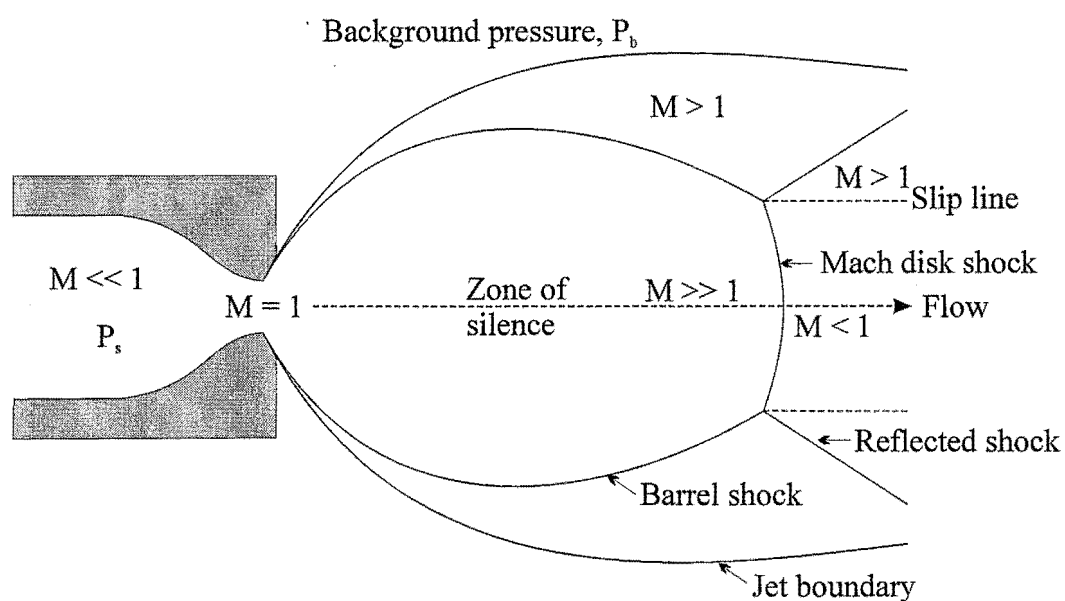 Background pressure, P_b
M > 1
M > 1
Slip line
M << 1
Mach disk shock
Zone of
silence
M >> 1
M = 1
Flow
M < 1
P_s
Reflected shock
Barrel shock
Jet boundary